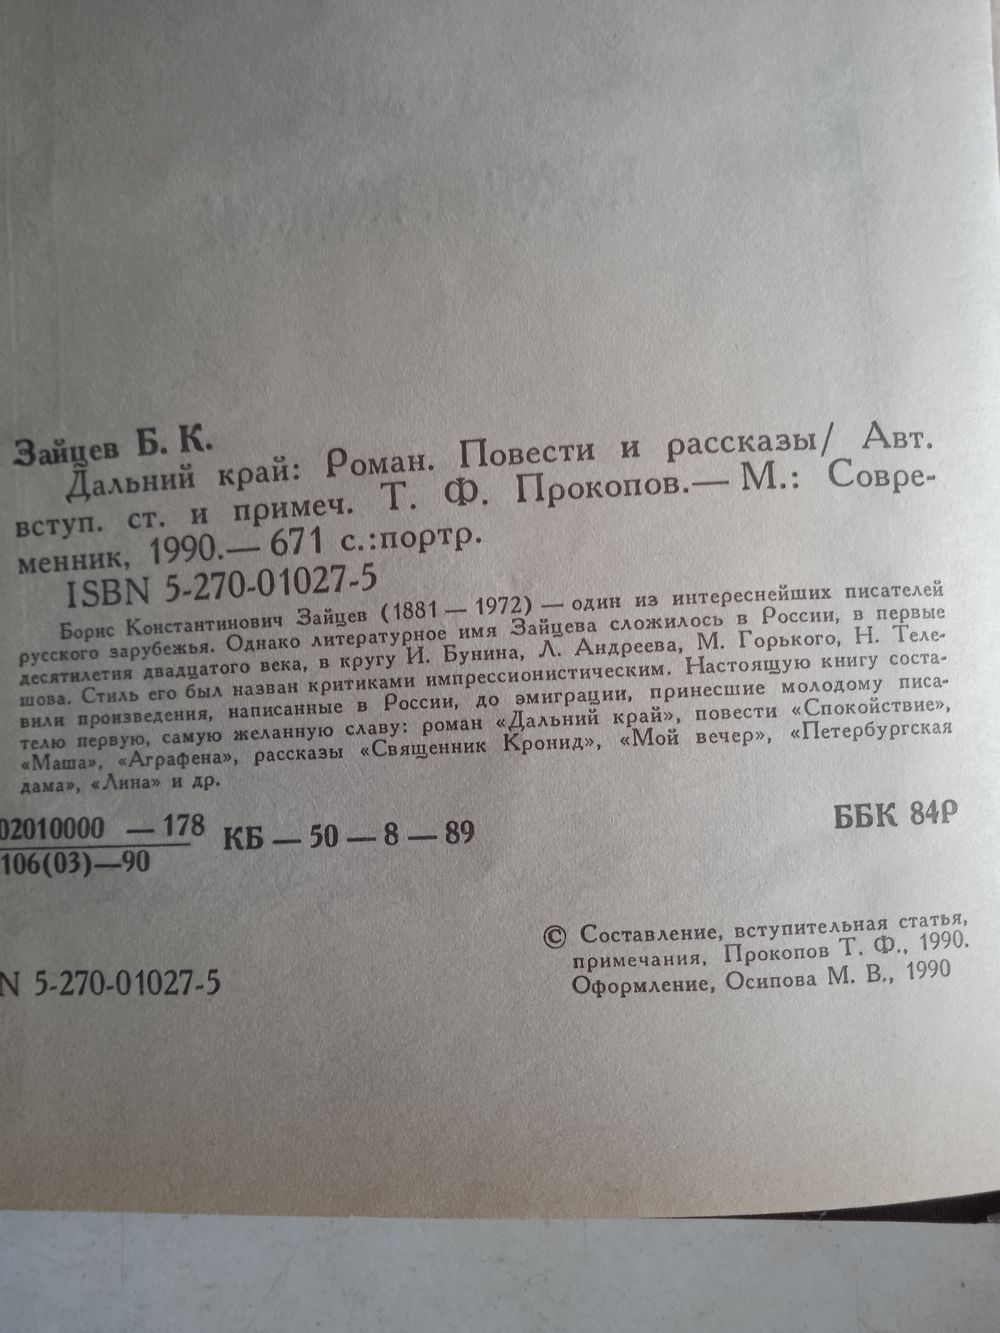 Зайцев Б. К.
Дальний край: Роман. Повести и рассказы/ Авт.
вступ. ст. и примеч. Т. Ф. Прокопов.— М.: Совре-
менник, 1990.— 671 с.:портр.
ISBN 5-270-01027-5
Борис Константинович Зайцев (1881 — 1972) — один из интереснейших писателей
русского зарубежья. Однако литературное имя Зайцева сложилось в России, в первые
десятилетия двадцатого века, в кругу И. Бунина, Л. Андреева, М. Горького, Н. Теле-
шова. Стиль его был назван критиками импрессионистическим. Настоящую книгу соста-
вили произведения, написанные в России, до эмиграции, принесшие молодому писа-
телю первую, самую желанную славу: роман «Дальний край», повести «Спокойствие»,
«Маша», «Аграфена», рассказы «Священник Кронид», «Мой вечер», «Петербургская
дама», «Лина» и др.
02010000 — 178
106(03)—90
КБ — 50 — 8 — 89
ББК 84Р
© Составление, вступительная статья,
примечания, Прокопов Т. Ф., 1990.
Оформление, Осипова М. В., 1990
N 5-270-01027-5